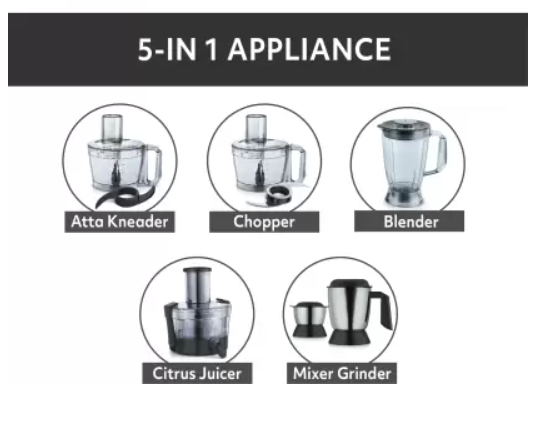 5-IN 1 APPLIANCE
Atta Kneader
Chopper
Blender
Citrus Juicer
Mixer Grinder